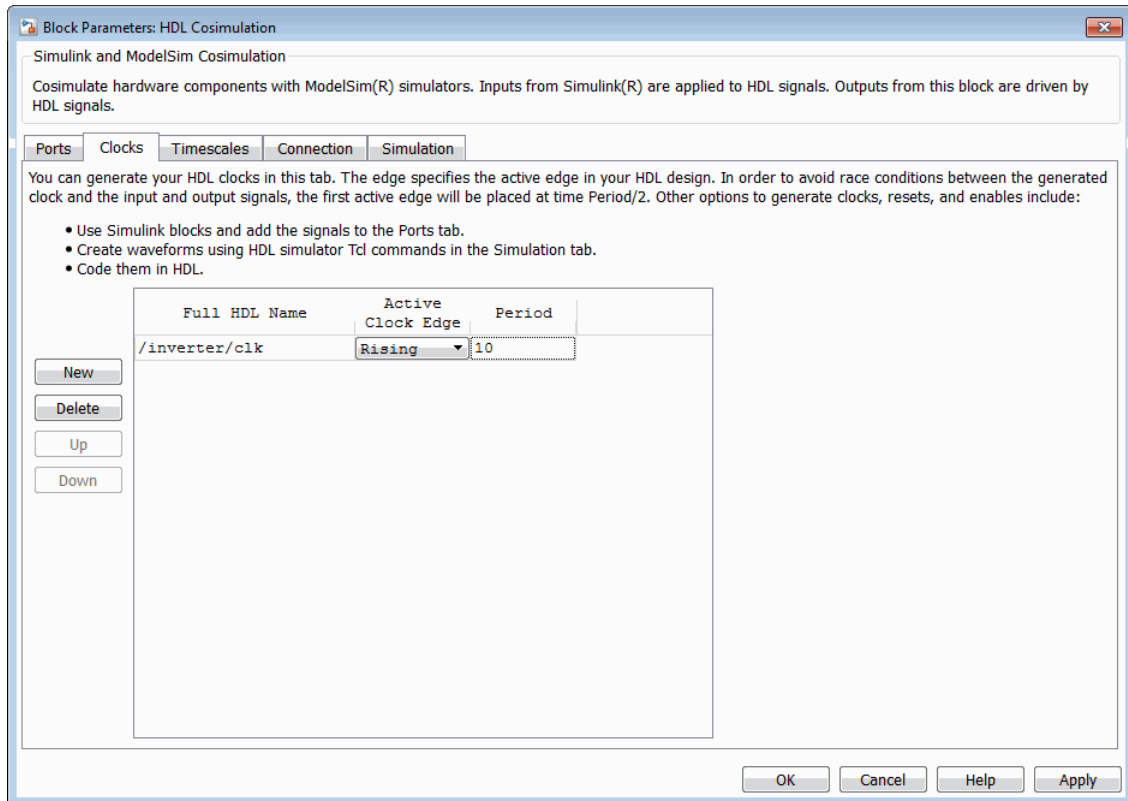 Block Parameters: HDL Cosimulation
Simulink and ModelSim Cosimulation
Cosimulate hardware components with ModelSim(R) simulators. Inputs from Simulink(R) are applied to HDL signals. Outputs from this block are driven by
HDL signals.
Ports Clocks Timescales Connection Simulation
You can generate your HDL clocks in this tab. The edge specifies the active edge in your HDL design. In order to avoid race conditions between the generated
clock and the input and output signals, the first active edge will be placed at time Period/2. Other options to generate clocks, resets, and enables include:
• Use Simulink blocks and add the signals to the Ports tab.
• Create waveforms using HDL simulator Tcl commands in the Simulation tab.
• Code them in HDL.
Full HDL Name Active Clock Edge Period
/inverter/clk Rising 10
New
Delete
Up
Down
OK Cancel Help Apply